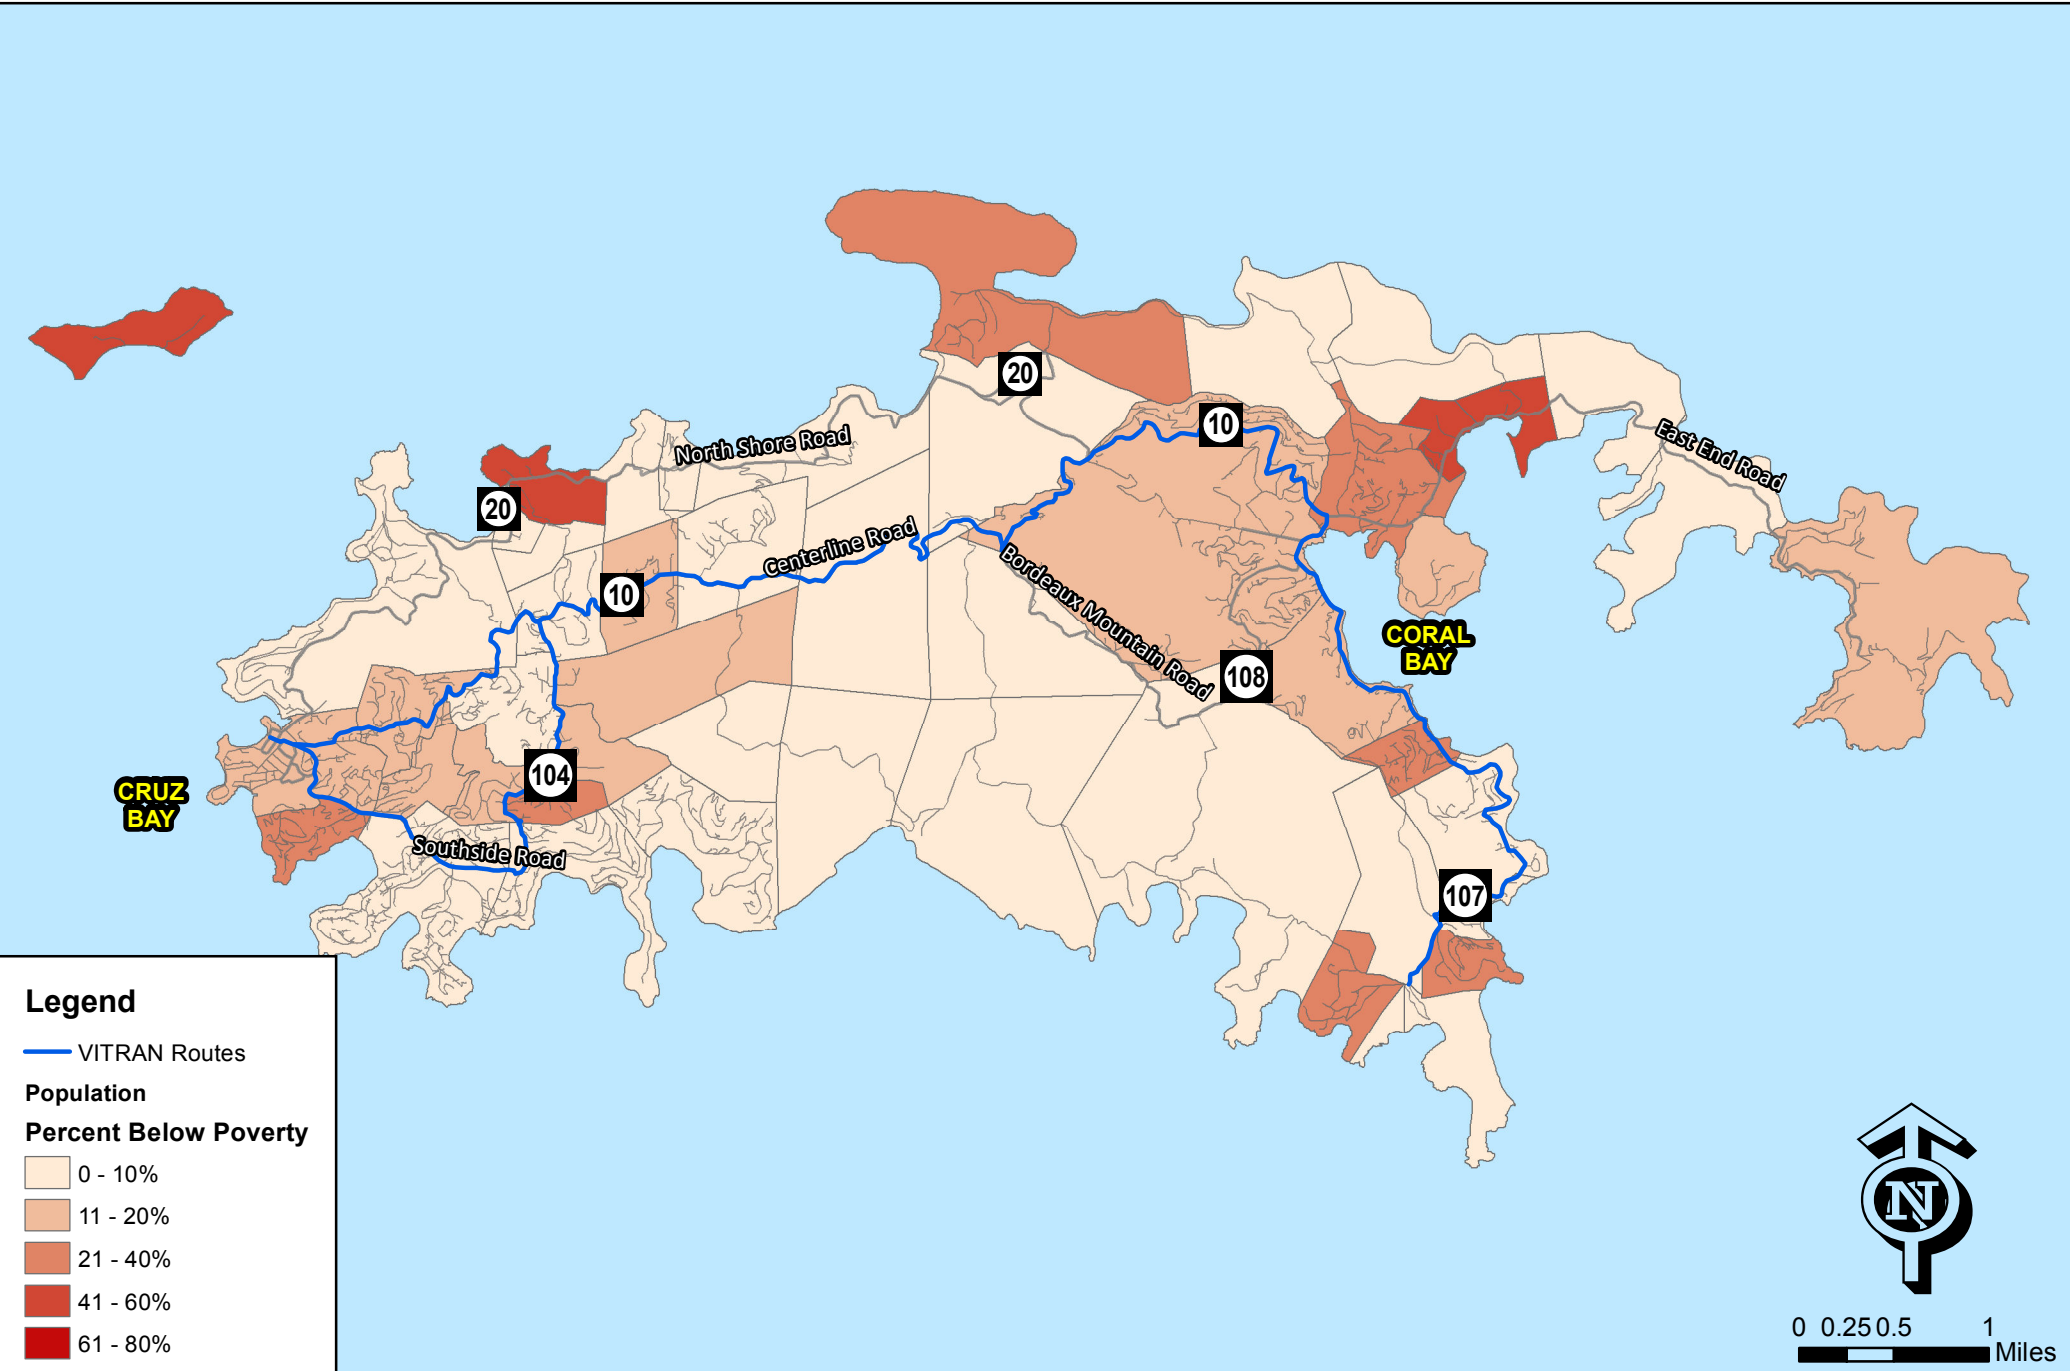 20
10
North Shore Road
East End Road
20
Centerline Road
10
Bordeaux Mountain Road
CORAL
BAY
108
104
CRUZ
BAY
Southside Road
107
Legend
VITRAN Routes
Population
Percent Below Poverty
0 - 10%
11 - 20%
21 - 40%
41 - 60%
61 - 80%
N
0 0.25 0.5 1
Miles